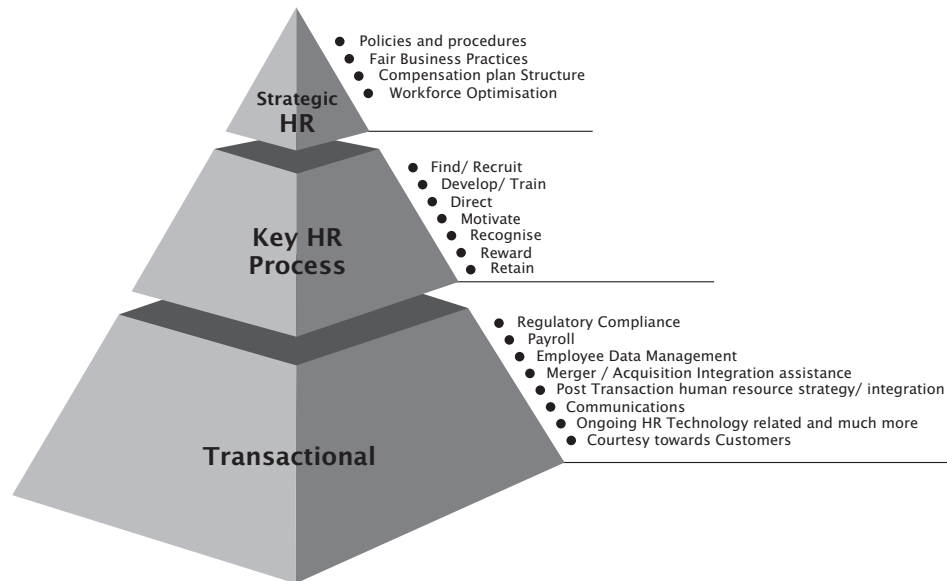 Policies and procedures
Fair Business Practices
Compensation plan Structure
Workforce Optimisation
Strategic
HR
Find/ Recruit
Develop/ Train
Direct
Motivate
Recognise
Reward
Retain
Key HR
Process
Regulatory Compliance
Payroll
Employee Data Management
Merger / Acquisition Integration assistance
Post Transaction human resource strategy/ integration
Communications
Ongoing HR Technology related and much more
Courtesy towards Customers
Transactional